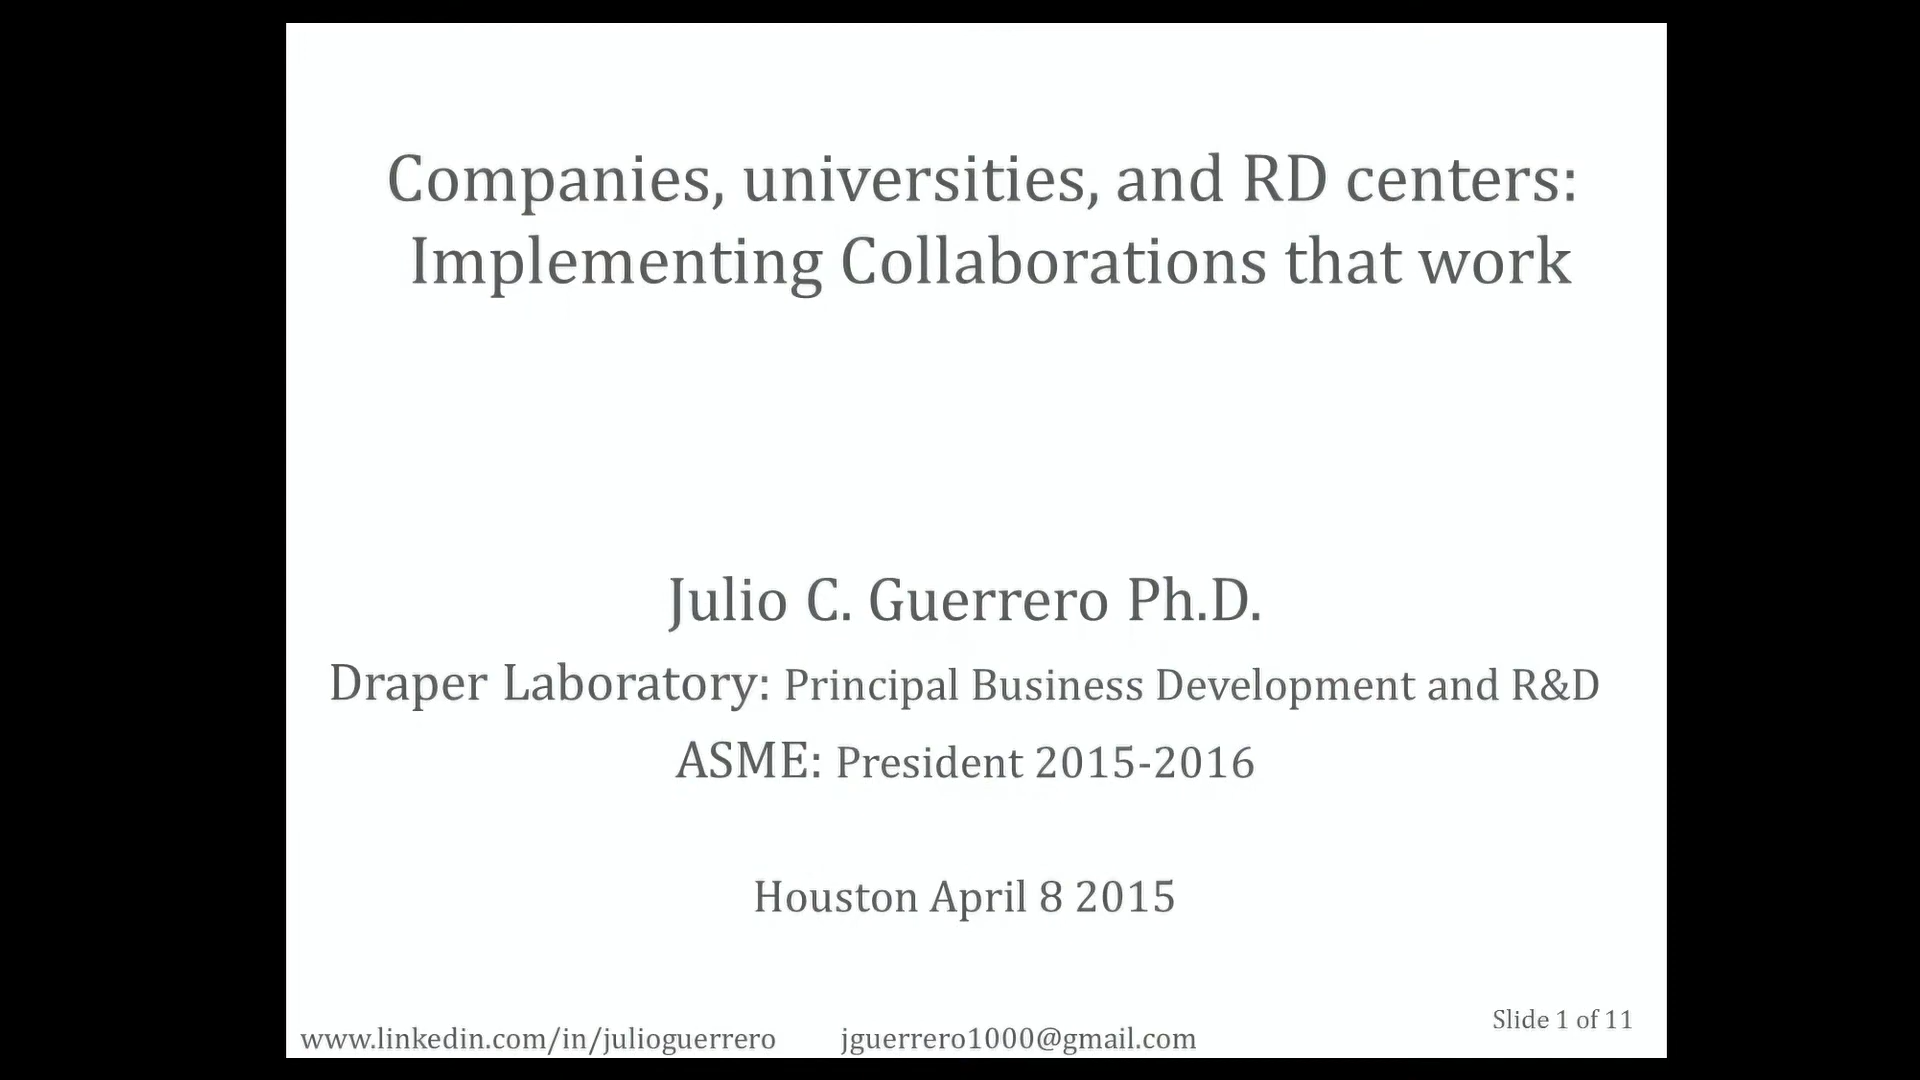 Companies, universities, and RD centers:
Implementing Collaborations that work
Julio C. Guerrero Ph.D.
Draper Laboratory: Principal Business Development and R&D
ASME: President 2015-2016
Houston April 8 2015
Slide 1 of 11
www.linkedin.com/in/julioguerrero jguerrero1000@gmail.com